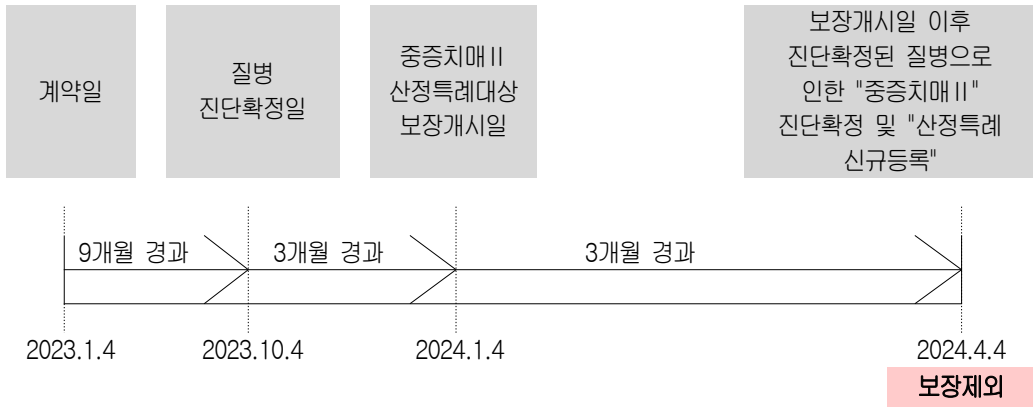 계약일
질병
진단확정일
중증치매Ⅱ
산정특례대상
보장개시일
보장개시일 이후
진단확정된 질병으로
인한 "중증치매Ⅱ"
진단확정 및 "산정특례
신규등록"
9개월 경과
3개월 경과
3개월 경과
2023.1.4
2023.10.4
2024.1.4
2024.4.4
보장제외